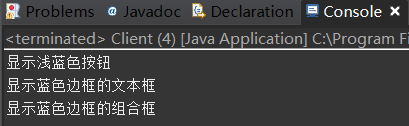 Problems @ Javadoc Declaration Console
<terminated> Client (4) [Java Application] C:\Program Fi
显示浅蓝色按钮
显示蓝色边框的文本框
显示蓝色边框的组合框